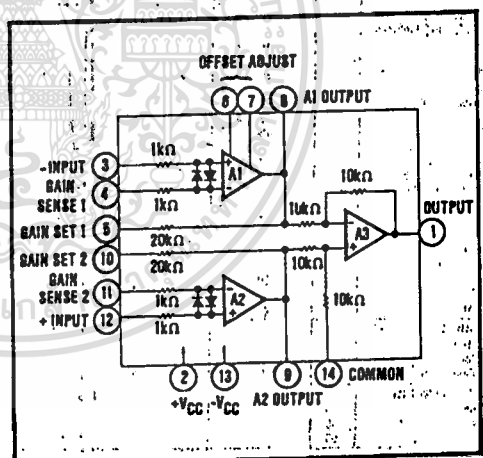 OFFSET ADJUST
6 7 8 A1 OUTPUT
-INPUT 3 1kΩ
GAIN SENSE 1 4 1kΩ
A1
10kΩ
OUTPUT
1
GAIN SET 1 5 20kΩ
10kΩ
A3
GAIN SET 2 10 20kΩ
10kΩ
GAIN SENSE 2 11 1kΩ
A2
10kΩ
+INPUT 12 1kΩ
2 13 9 14 COMMON
+VCC -VCC A2 OUTPUT